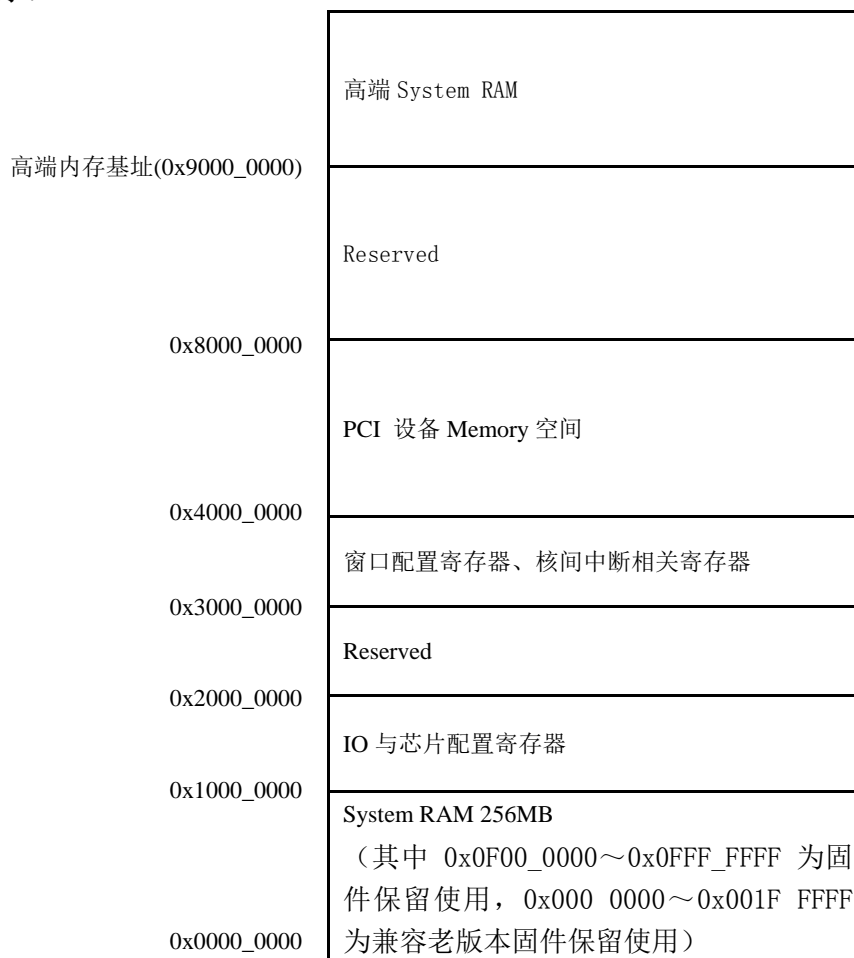 高端 System RAM
高端内存基址(0x9000_0000)
Reserved
0x8000_0000
PCI 设备 Memory 空间
0x4000_0000
窗口配置寄存器、核间中断相关寄存器
0x3000_0000
Reserved
0x2000_0000
IO 与芯片配置寄存器
0x1000_0000
System RAM 256MB
（其中 0x0F00_0000～0x0FFF_FFFF 为固
件保留使用，0x000 0000～0x001F FFFF
为兼容老版本固件保留使用）
0x0000_0000